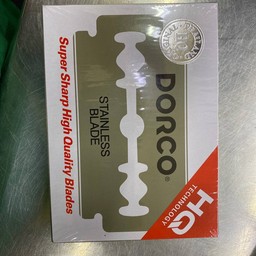 DORCO®
STAINLESS
BLADE
HQ
TECHNOLOGY
Super Sharp High Quality Blades